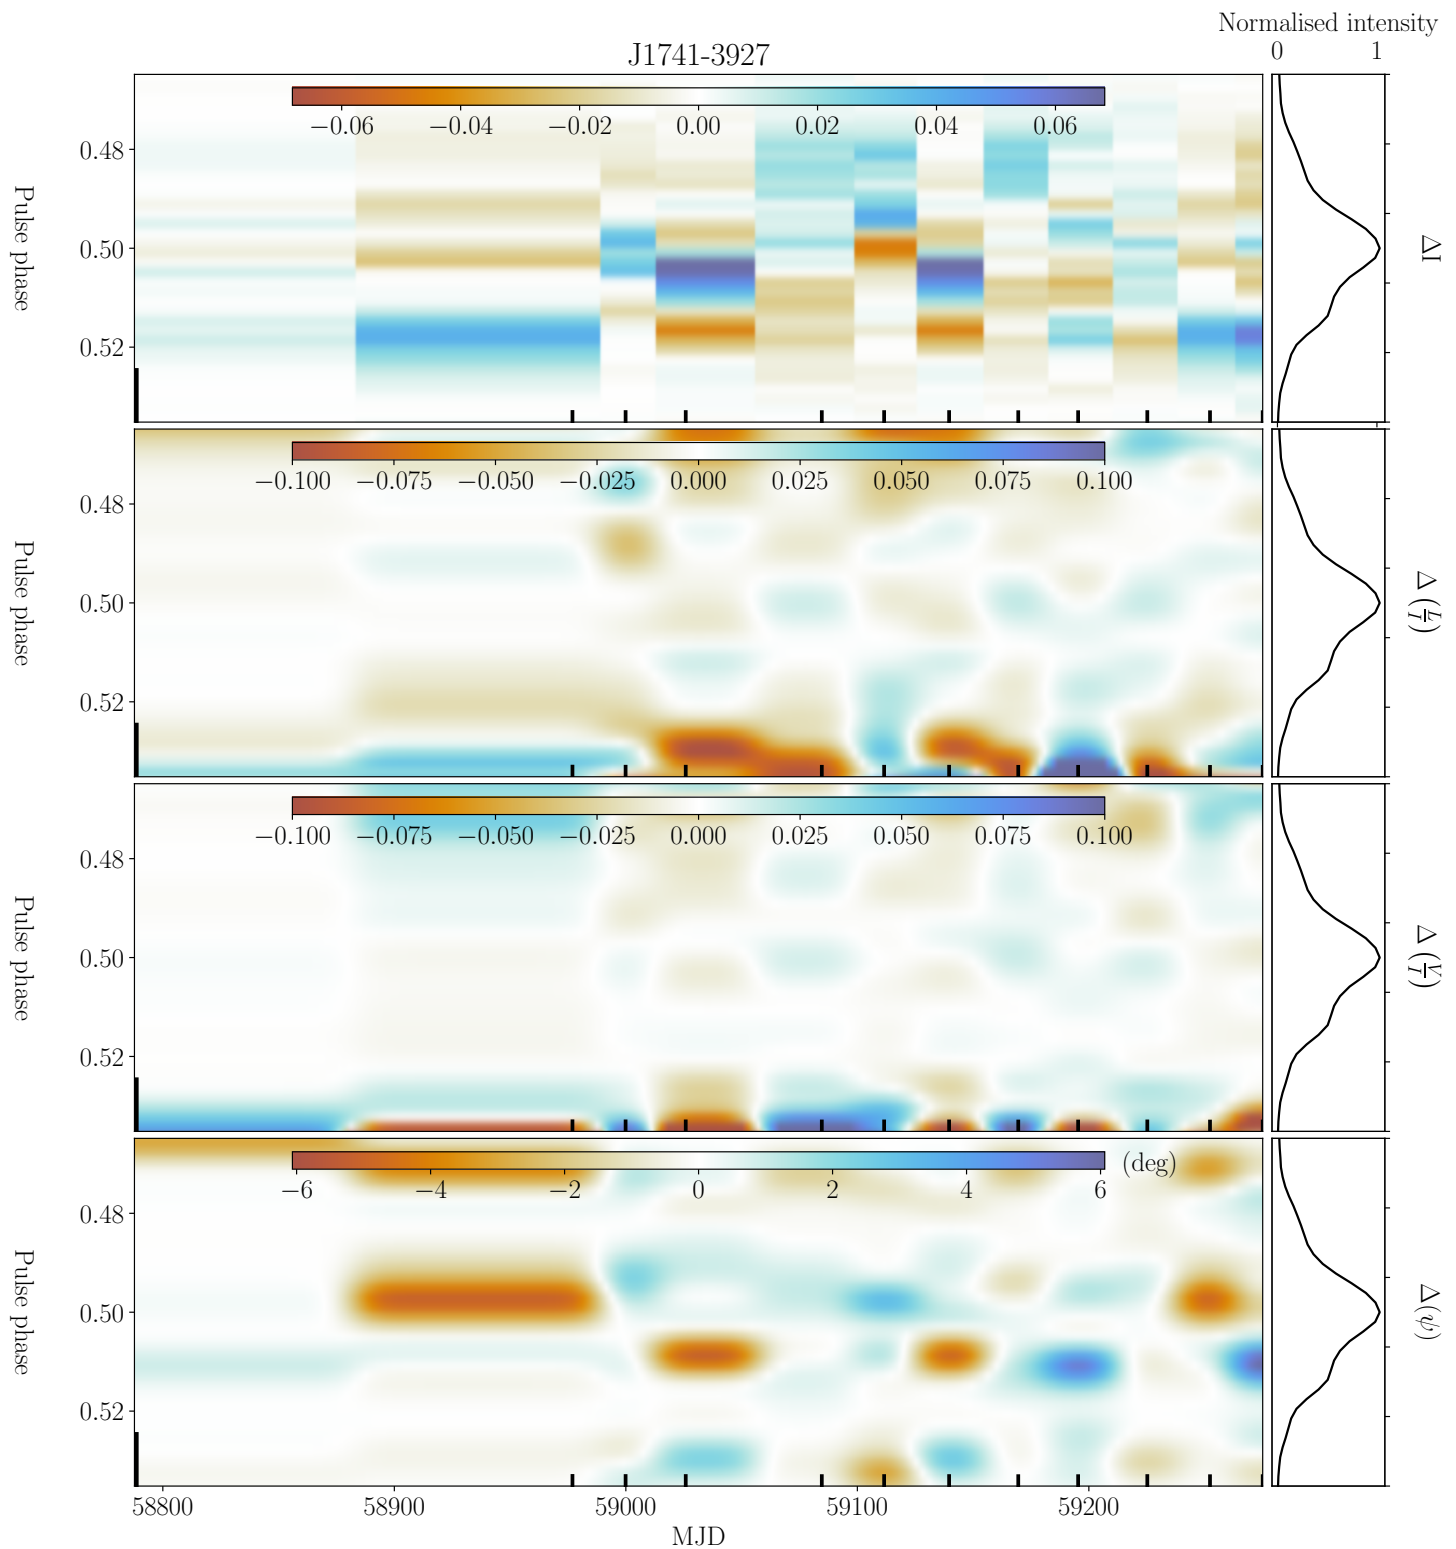 Normalised intensity
J1741-3927
0 1
−0.06 −0.04 −0.02 0.00 0.02 0.04 0.06
0.48
0.50
0.52
Pulse phase
ΔI
−0.100 −0.075 −0.050 −0.025 0.000 0.025 0.050 0.075 0.100
0.48
0.50
0.52
Pulse phase
Δ(L/I)
−0.100 −0.075 −0.050 −0.025 0.000 0.025 0.050 0.075 0.100
0.48
0.50
0.52
Pulse phase
Δ(V/I)
(deg)
−6 −4 −2 0 2 4 6
0.48
0.50
0.52
Pulse phase
Δ(ψ)
58800 58900 59000 59100 59200
MJD